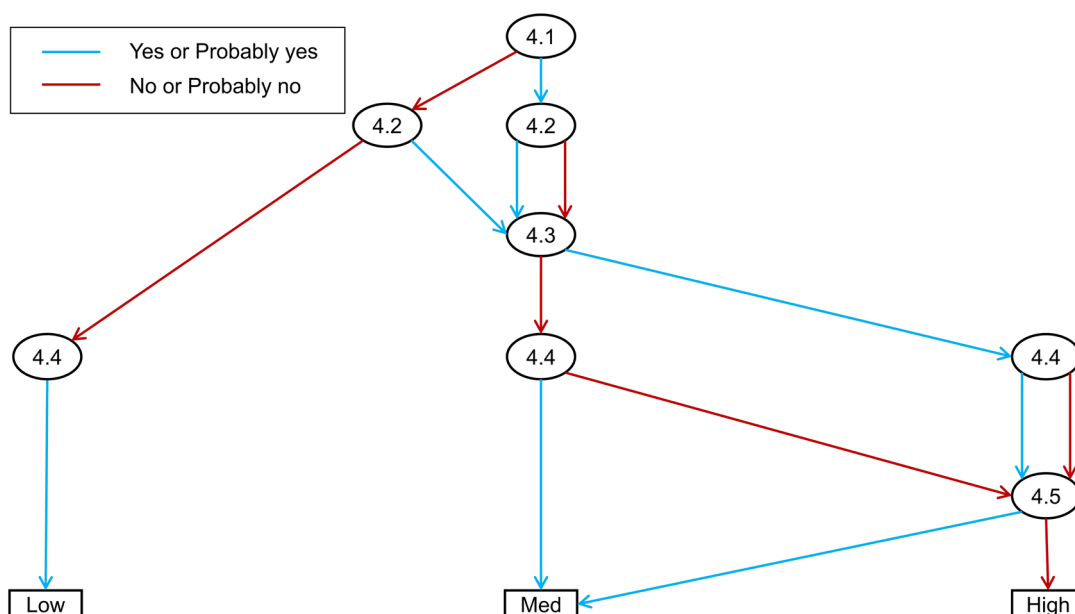 4.1
Yes or Probably yes
No or Probably no
4.2
4.2
4.3
4.4
4.4
4.4
4.5
Low
Med
High